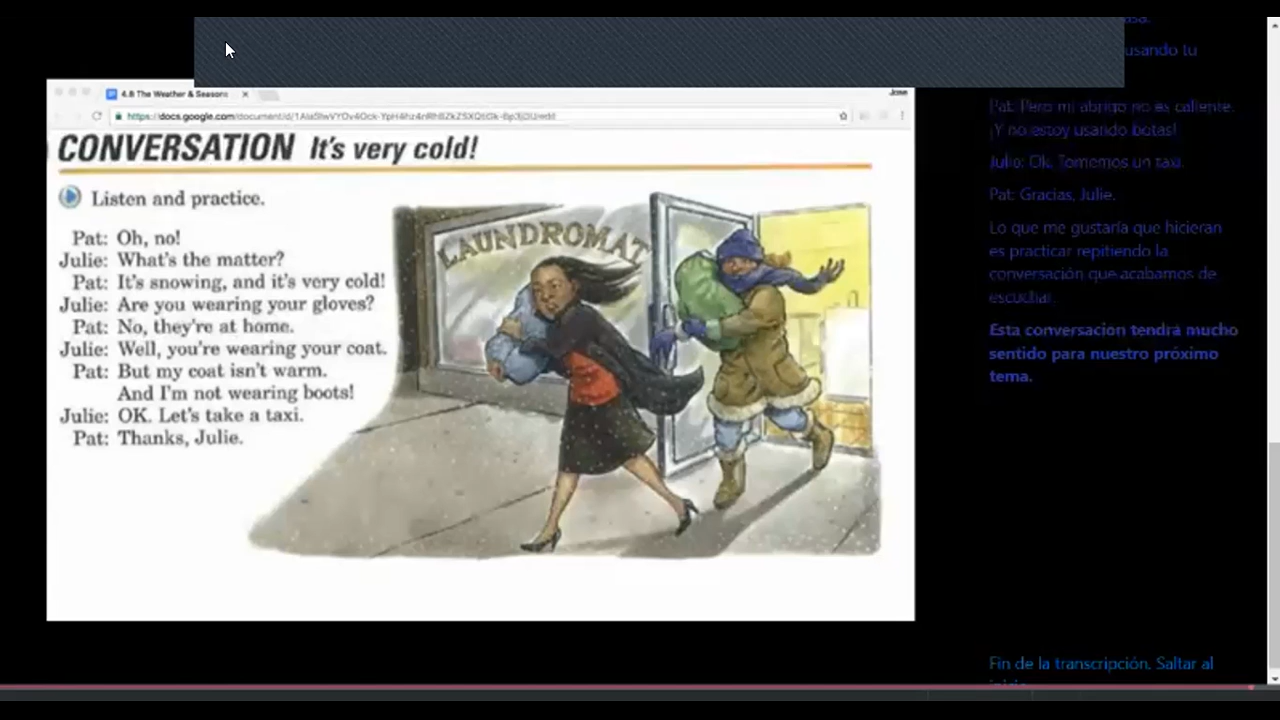 usando tu
4.8 The Weather & Seasons
Jose
CONVERSATION It's very cold!
Listen and practice.
Pat: Oh, no!
Julie: What's the matter?
Pat: It's snowing, and it's very cold!
Julie: Are you wearing your gloves?
Pat: No, they're at home.
Julie: Well, you're wearing your coat.
Pat: But my coat isn't warm.
And I'm not wearing boots!
Julie: OK. Let's take a taxi.
Pat: Thanks, Julie.
LAUNDROMAT
Pat: Pero mi abrigo no es caliente.
¡Y no estoy usando botas!
Julie: Ok. Tomemos un taxi.
Pat: Gracias, Julie.
Lo que me gustaría que hicieran
es practicar repitiendo la
conversación que acabamos de
escuchar.
Esta conversacion tendrá mucho
sentido para nuestro próximo
tema.
Fin de la transcripción. Saltar al